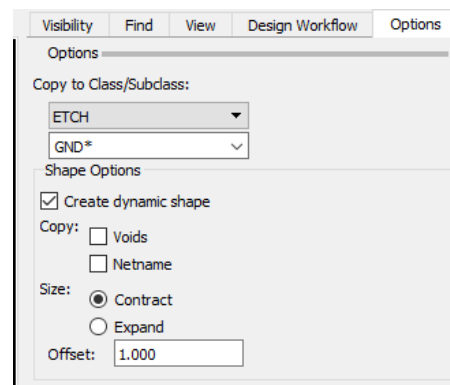 Visibility Find View Design Workflow Options
Options
Copy to Class/Subclass:
ETCH
GND*
Shape Options
Create dynamic shape
Copy: Voids
Netname
Size: Contract
Expand
Offset: 1.000